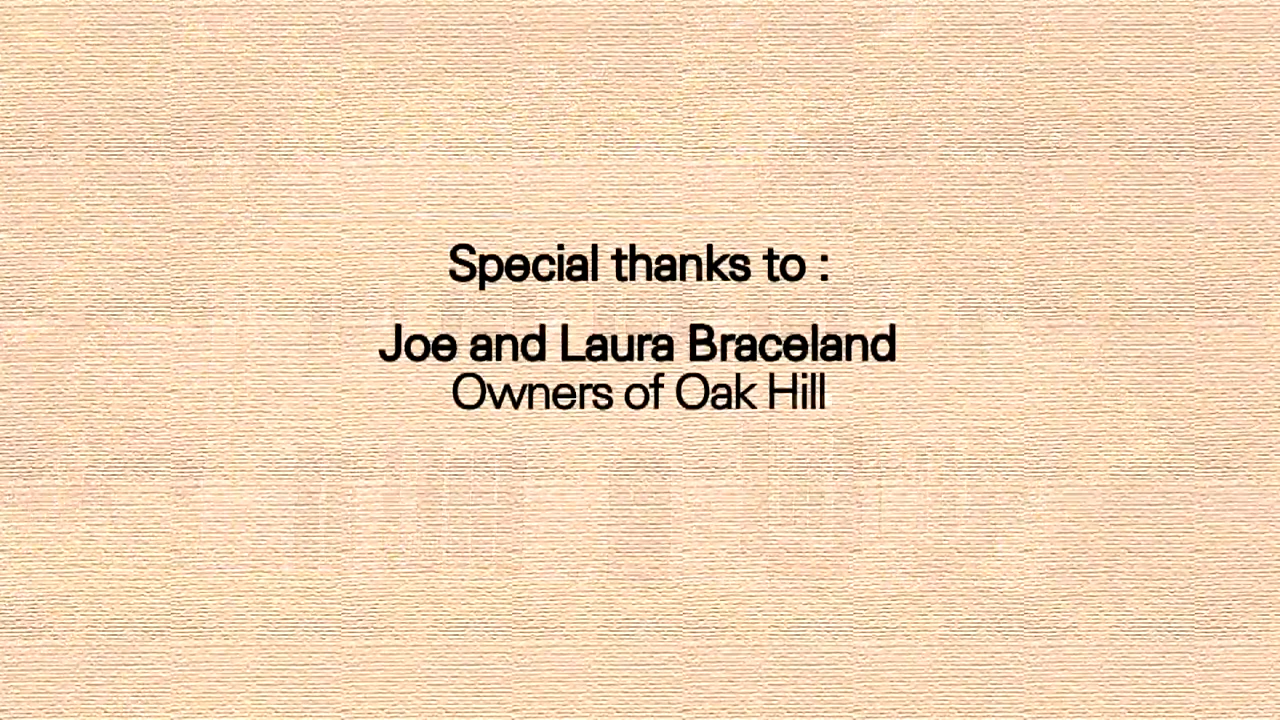 Special thanks to :
Joe and Laura Braceland
Owners of Oak Hill